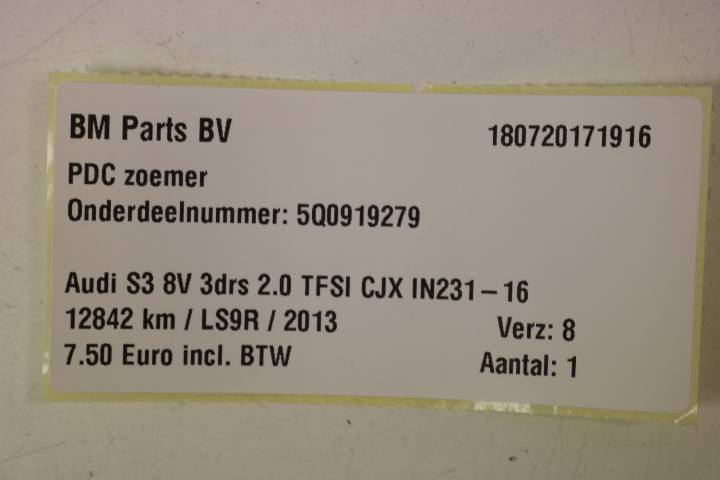 BM Parts BV 180720171916
PDC zoemer
Onderdeelnummer: 5Q0919279
Audi S3 8V 3drs 2.0 TFSI CJX IN231-16
12842 km / LS9R / 2013 Verz: 8
7.50 Euro incl. BTW Aantal: 1